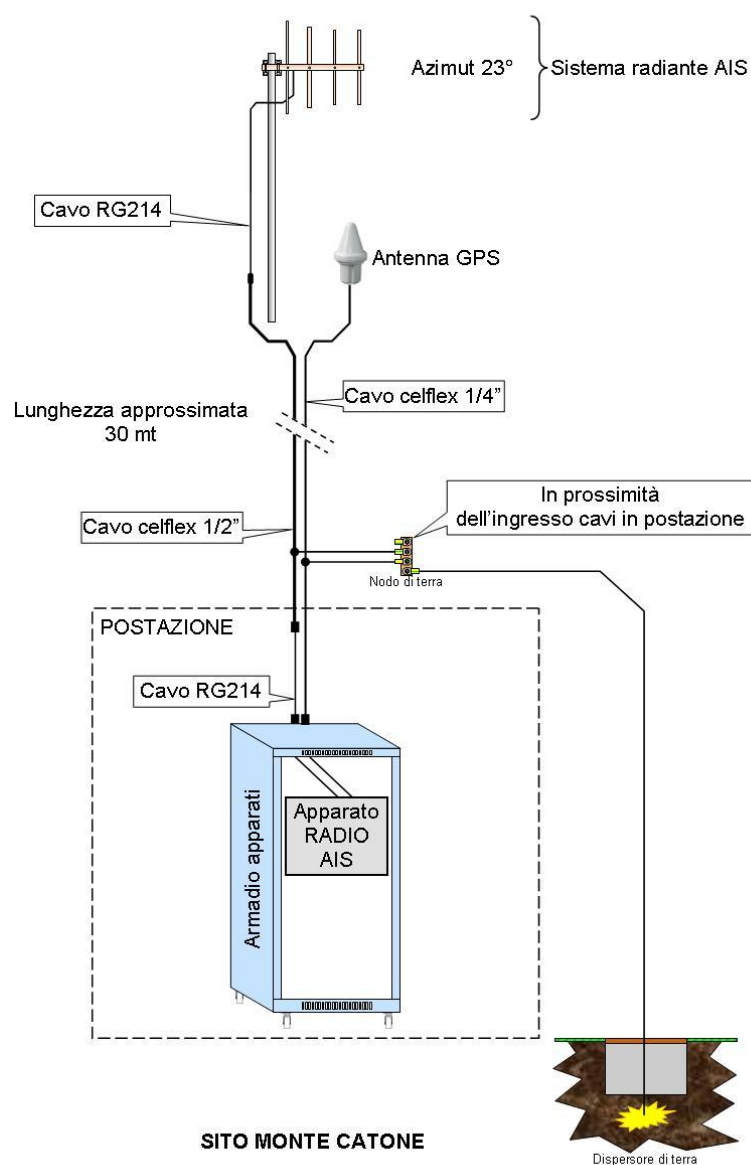 Azimut 23°
Sistema radiante AIS
Cavo RG214
Antenna GPS
Cavo celflex 1/4”
Lunghezza approssimata
30 mt
In prossimità
dell’ingresso cavi in postazione
Cavo celflex 1/2”
Nodo di terra
POSTAZIONE
Cavo RG214
Armadio apparati
Apparato
RADIO
AIS
SITO MONTE CATONE
Dispersore di terra